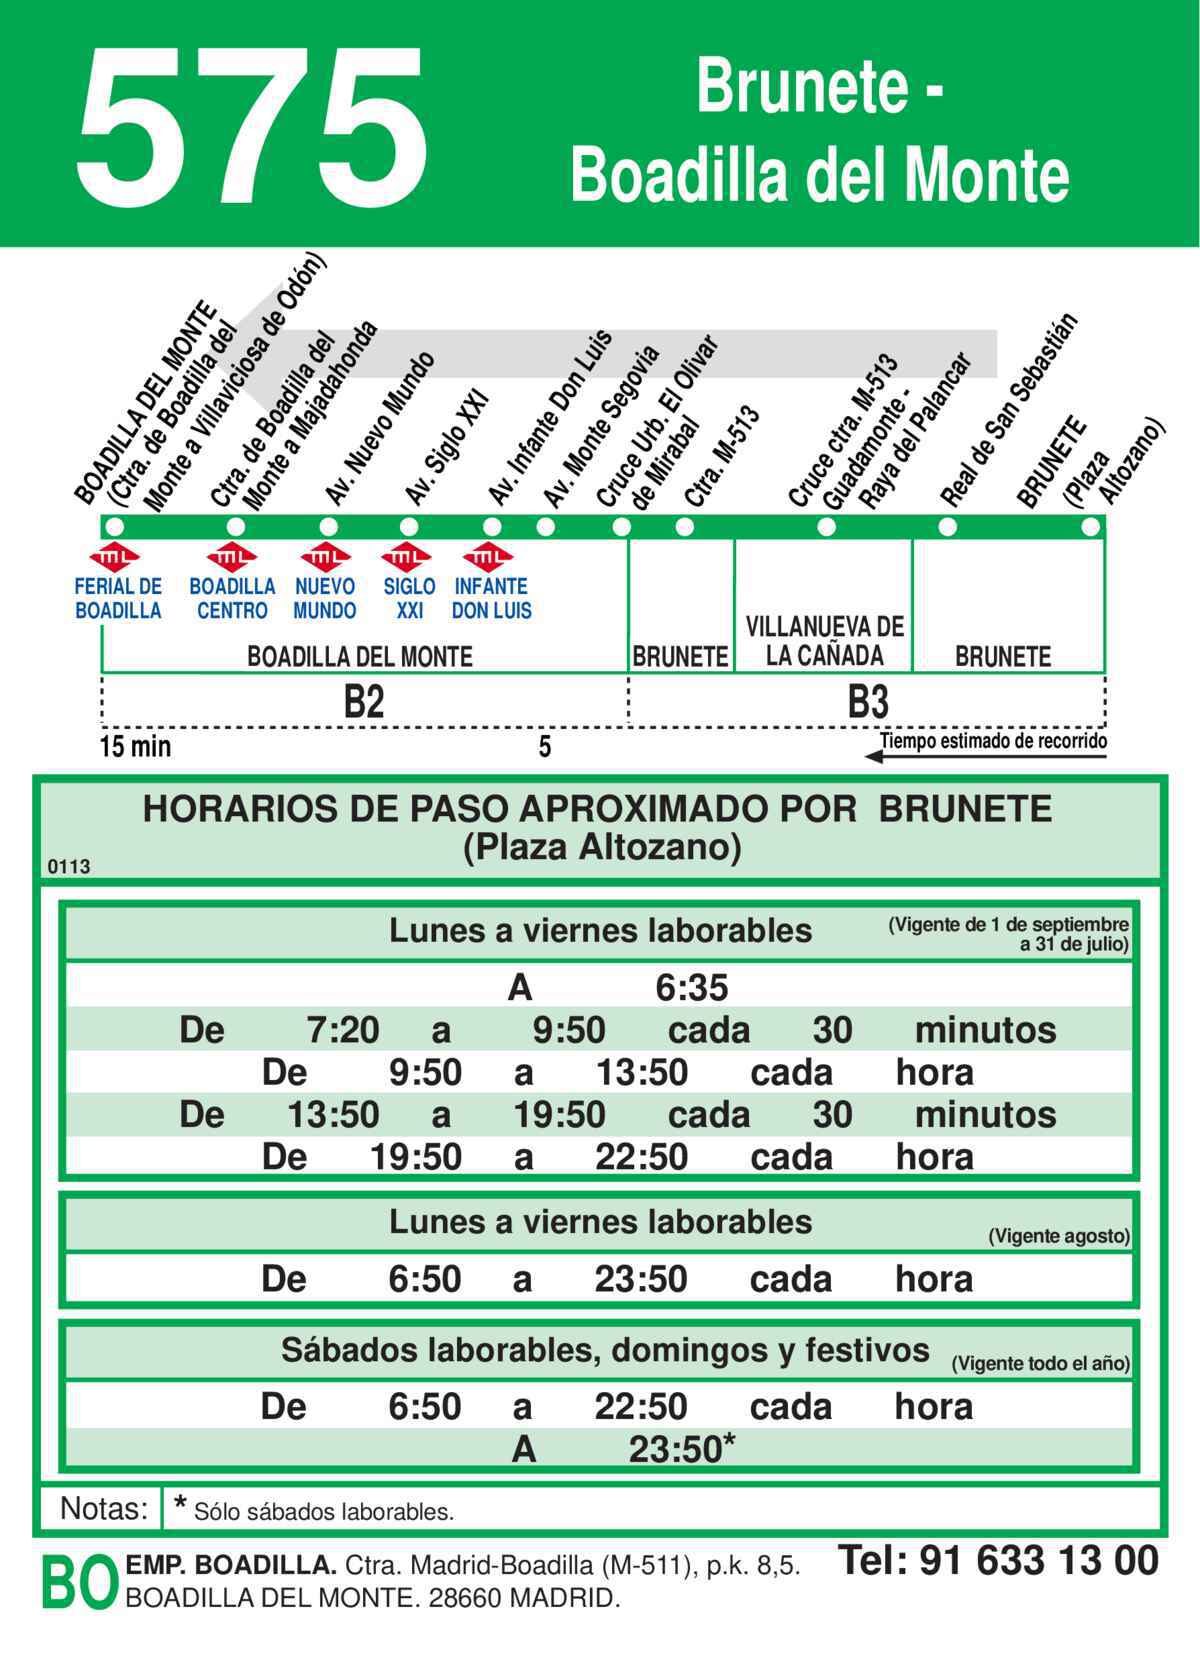 575
Brunete -
Boadilla del Monte
BOADILLA DEL MONTE
(Ctra. de Boadilla del
Monte a Villaviciosa de Odón)
Ctra. de Boadilla del
Monte a Majadahonda
Av. Nuevo Mundo
Av. Siglo XXI
Av. Infante Don Luis
Av. Monte Segovia
Cruce Urb. El Olivar
de Mirabal
Ctra. M-513
Cruce ctra. M-513
Guadamonte -
Raya del Palancar
Real de San Sebastián
BRUNETE
(Plaza
Altozano)
ML ML ML ML ML
FERIAL DE
BOADILLA
BOADILLA
CENTRO
NUEVO
MUNDO
SIGLO
XXI
INFANTE
DON LUIS
BOADILLA DEL MONTE
BRUNETE
VILLANUEVA DE
LA CAÑADA
BRUNETE
B2 B3
15 min 5 Tiempo estimado de recorrido
HORARIOS DE PASO APROXIMADO POR BRUNETE
(Plaza Altozano)
0113
Lunes a viernes laborables (Vigente de 1 de septiembre
a 31 de julio)
A 6:35
De 7:20 a 9:50 cada 30 minutos
De 9:50 a 13:50 cada hora
De 13:50 a 19:50 cada 30 minutos
De 19:50 a 22:50 cada hora
Lunes a viernes laborables (Vigente agosto)
De 6:50 a 23:50 cada hora
Sábados laborables, domingos y festivos (Vigente todo el año)
De 6:50 a 22:50 cada hora
A 23:50*
Notas: * Sólo sábados laborables.
BO EMP. BOADILLA. Ctra. Madrid-Boadilla (M-511), p.k. 8,5. Tel: 91 633 13 00
BOADILLA DEL MONTE. 28660 MADRID.